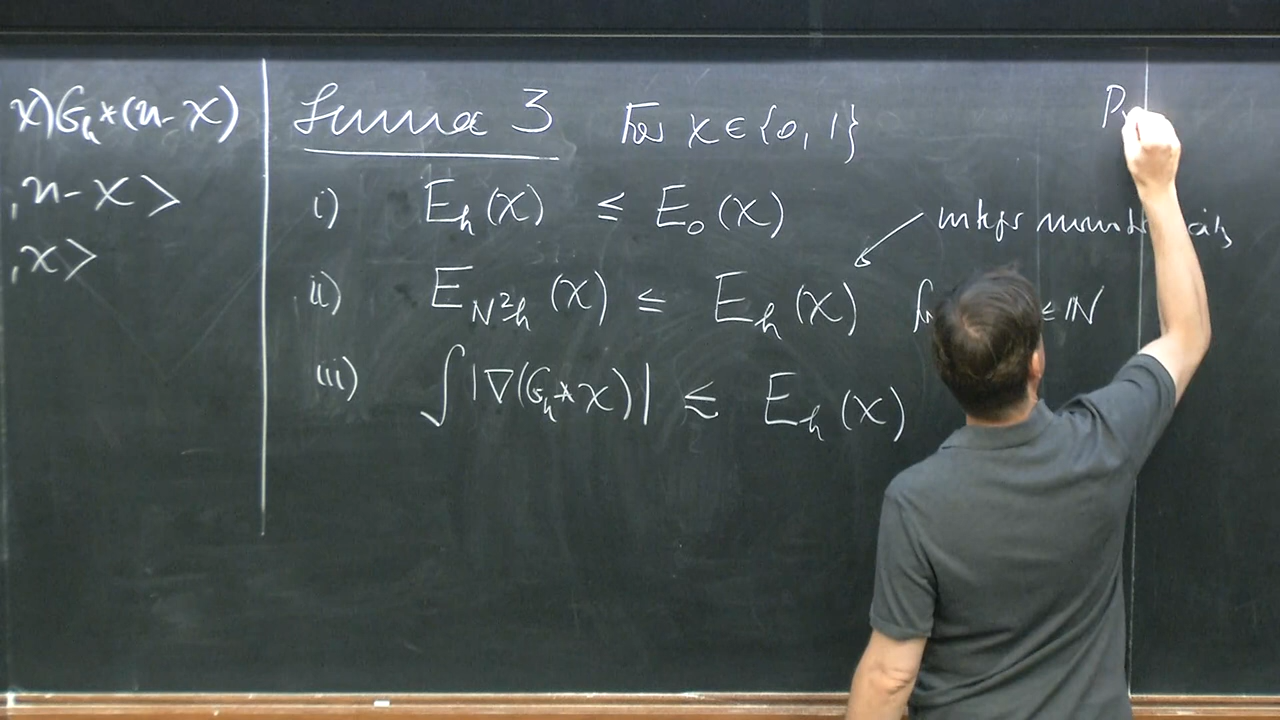 χ) G_h * (u - χ)
, u - χ >
, χ >
Lemma 3 For χ ∈ {0, 1}
i) E_h(χ) ≤ E_0(χ)
ii) E_{N²h}(χ) ≤ E_h(χ) ∈ ℕ
iii) ∫ |∇(G_h * χ)| ≲ E_h(χ)